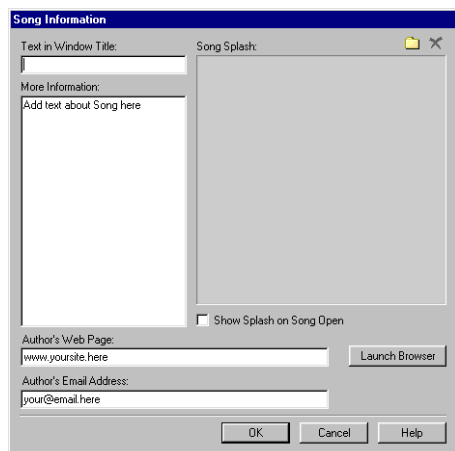 Song Information
Text in Window Title:
Song Splash:
More Information:
Add text about Song here
Show Splash on Song Open
Author's Web Page:
www.yoursite.here
Launch Browser
Author's Email Address:
your@email.here
OK
Cancel
Help